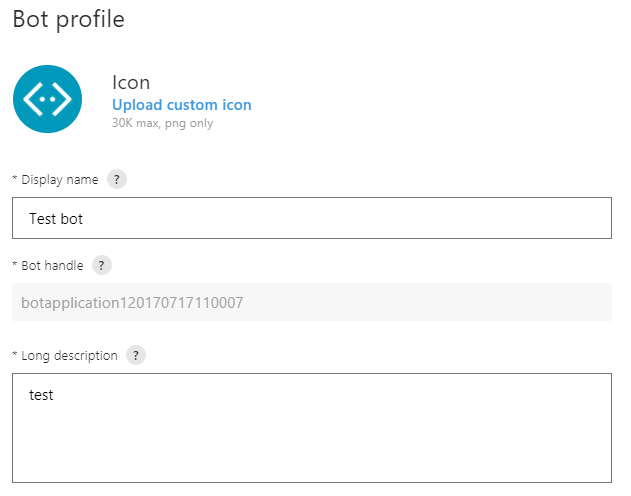 Bot profile
Icon
Upload custom icon
30K max, png only
* Display name ?
Test bot
* Bot handle ?
botapplication120170717110007
* Long description ?
test